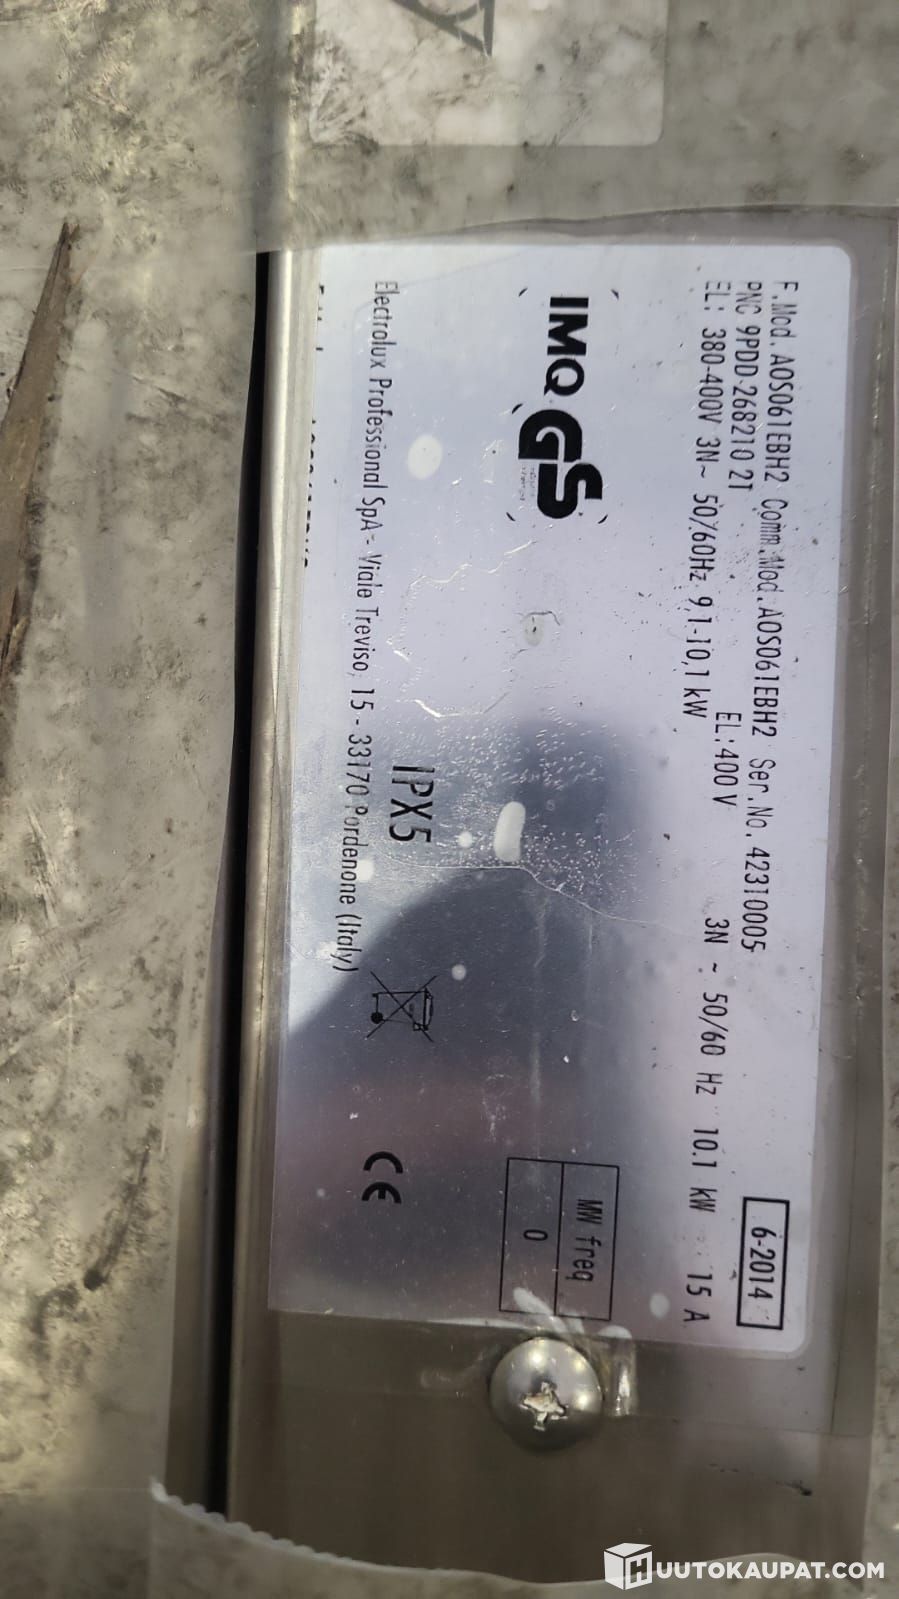 F.Mod. AOS061EBH2 Comm.Mod. AOS061EBH2 Ser.No. 42310005
6-2014
PNC 9PDD 268210 21
EL: 400 V 3N ~ 50/60 Hz 10.1 kW 15 A
EL: 380-400V 3N~ 50/60Hz 9,1-10,1 kW
IMQ GS
MW freq
0
IPX5
CE
Electrolux Professional SpA - Viale Treviso, 15 - 33170 Pordenone (Italy)
HUUTOKAUPAT.COM